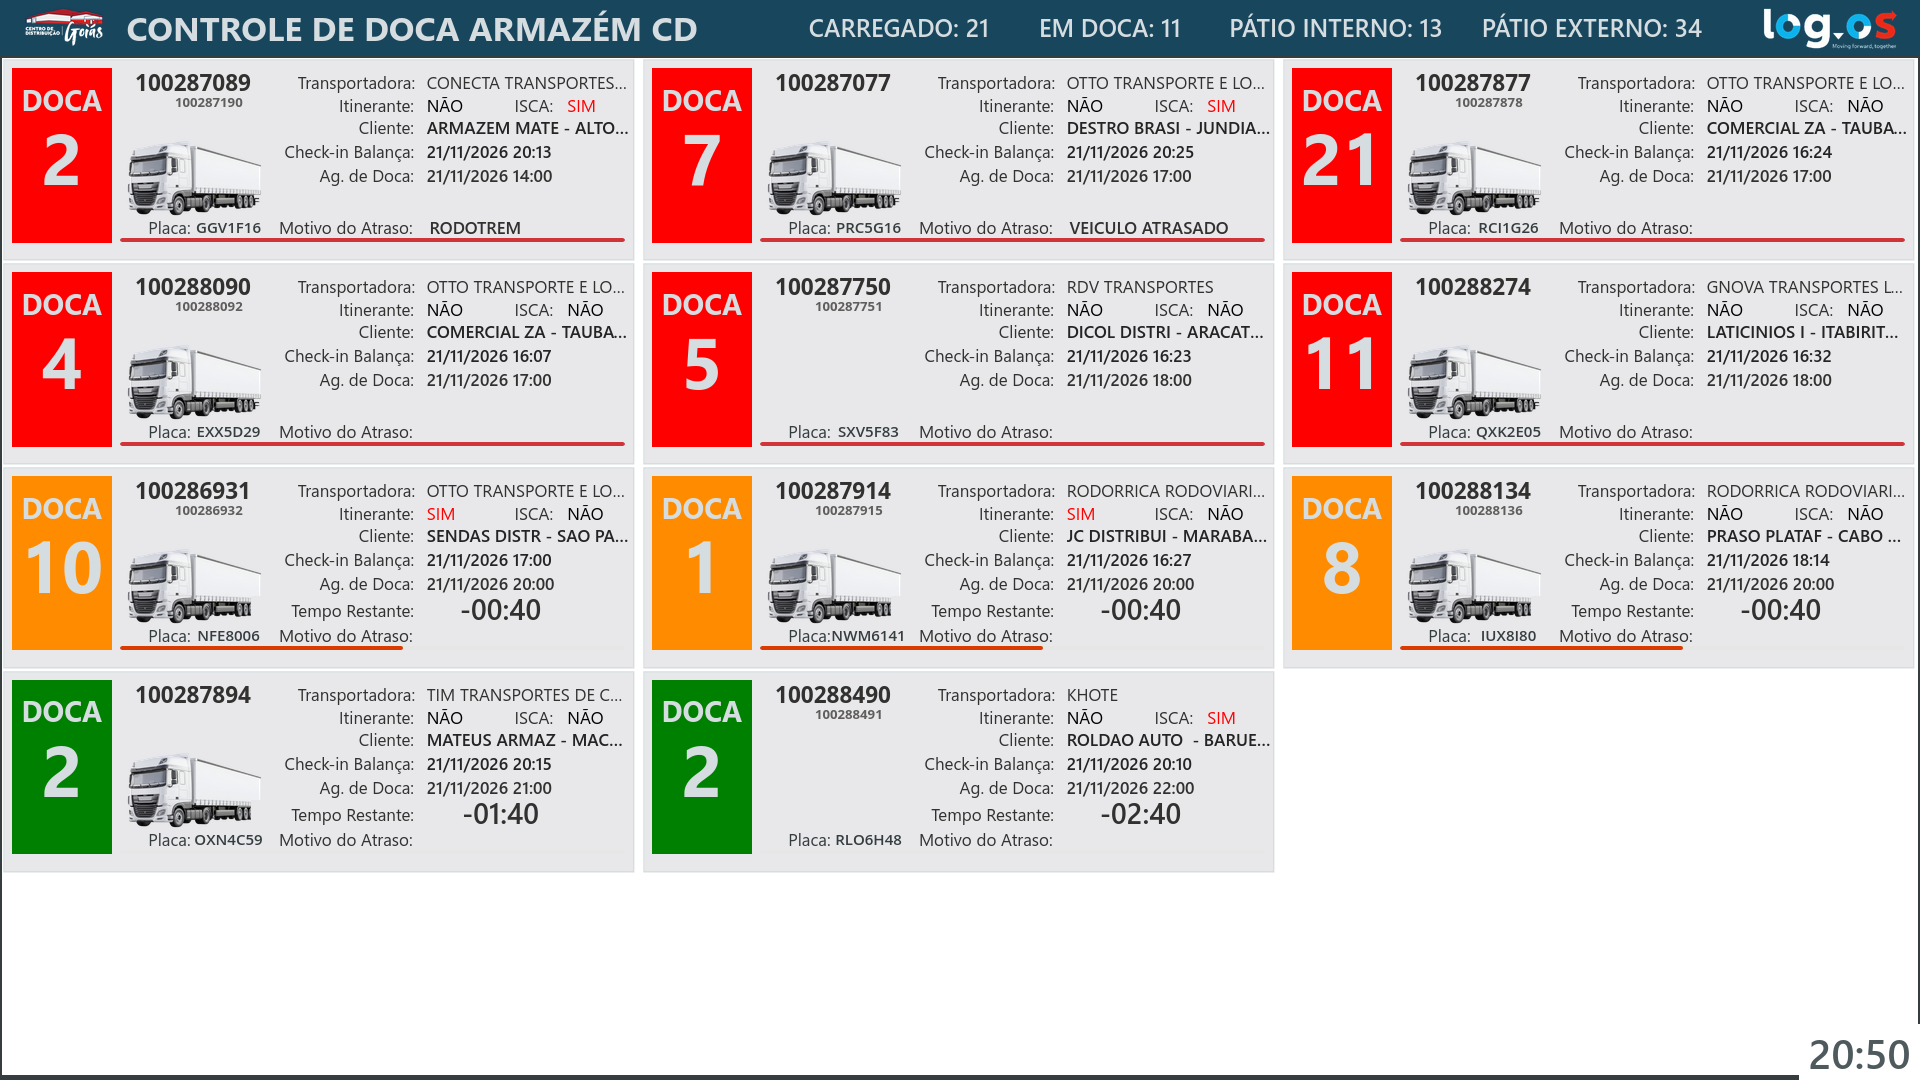 CENTRO DE DISTRIBUIÇÃO Goiás
CONTROLE DE DOCA ARMAZÉM CD
CARREGADO: 21 EM DOCA: 11 PÁTIO INTERNO: 13 PÁTIO EXTERNO: 34
log.os
Moving forward, together
DOCA
2
100287089
100287190
Transportadora: CONECTA TRANSPORTES...
Itinerante: NÃO ISCA: SIM
Cliente: ARMAZEM MATE - ALTO...
Check-in Balança: 21/11/2026 20:13
Ag. de Doca: 21/11/2026 14:00
Placa: GGV1F16 Motivo do Atraso: RODOTREM
DOCA
7
100287077
Transportadora: OTTO TRANSPORTE E LO...
Itinerante: NÃO ISCA: SIM
Cliente: DESTRO BRASI - JUNDIA...
Check-in Balança: 21/11/2026 20:25
Ag. de Doca: 21/11/2026 17:00
Placa: PRC5G16 Motivo do Atraso: VEICULO ATRASADO
DOCA
21
100287877
100287878
Transportadora: OTTO TRANSPORTE E LO...
Itinerante: NÃO ISCA: NÃO
Cliente: COMERCIAL ZA - TAUBA...
Check-in Balança: 21/11/2026 16:24
Ag. de Doca: 21/11/2026 17:00
Placa: RCI1G26 Motivo do Atraso:
DOCA
4
100288090
100288092
Transportadora: OTTO TRANSPORTE E LO...
Itinerante: NÃO ISCA: NÃO
Cliente: COMERCIAL ZA - TAUBA...
Check-in Balança: 21/11/2026 16:07
Ag. de Doca: 21/11/2026 17:00
Placa: EXX5D29 Motivo do Atraso:
DOCA
5
100287750
100287751
Transportadora: RDV TRANSPORTES
Itinerante: NÃO ISCA: NÃO
Cliente: DICOL DISTRI - ARACAT...
Check-in Balança: 21/11/2026 16:23
Ag. de Doca: 21/11/2026 18:00
Placa: SXV5F83 Motivo do Atraso:
DOCA
11
100288274
Transportadora: GNOVA TRANSPORTES L...
Itinerante: NÃO ISCA: NÃO
Cliente: LATICINIOS I - ITABIRIT...
Check-in Balança: 21/11/2026 16:32
Ag. de Doca: 21/11/2026 18:00
Placa: QXK2E05 Motivo do Atraso:
DOCA
10
100286931
100286932
Transportadora: OTTO TRANSPORTE E LO...
Itinerante: SIM ISCA: NÃO
Cliente: SENDAS DISTR - SAO PA...
Check-in Balança: 21/11/2026 17:00
Ag. de Doca: 21/11/2026 20:00
Tempo Restante: -00:40
Placa: NFE8006 Motivo do Atraso:
DOCA
1
100287914
100287915
Transportadora: RODORRICA RODOVIARI...
Itinerante: SIM ISCA: NÃO
Cliente: JC DISTRIBUI - MARABA...
Check-in Balança: 21/11/2026 16:27
Ag. de Doca: 21/11/2026 20:00
Tempo Restante: -00:40
Placa: NWM6141 Motivo do Atraso:
DOCA
8
100288134
100288136
Transportadora: RODORRICA RODOVIARI...
Itinerante: NÃO ISCA: NÃO
Cliente: PRASO PLATAF - CABO ...
Check-in Balança: 21/11/2026 18:14
Ag. de Doca: 21/11/2026 20:00
Tempo Restante: -00:40
Placa: IUX8I80 Motivo do Atraso:
DOCA
2
100287894
Transportadora: TIM TRANSPORTES DE C...
Itinerante: NÃO ISCA: NÃO
Cliente: MATEUS ARMAZ - MAC...
Check-in Balança: 21/11/2026 20:15
Ag. de Doca: 21/11/2026 21:00
Tempo Restante: -01:40
Placa: OXN4C59 Motivo do Atraso:
DOCA
2
100288490
100288491
Transportadora: KHOTE
Itinerante: NÃO ISCA: SIM
Cliente: ROLDAO AUTO - BARUE...
Check-in Balança: 21/11/2026 20:10
Ag. de Doca: 21/11/2026 22:00
Tempo Restante: -02:40
Placa: RLO6H48 Motivo do Atraso:
20:50